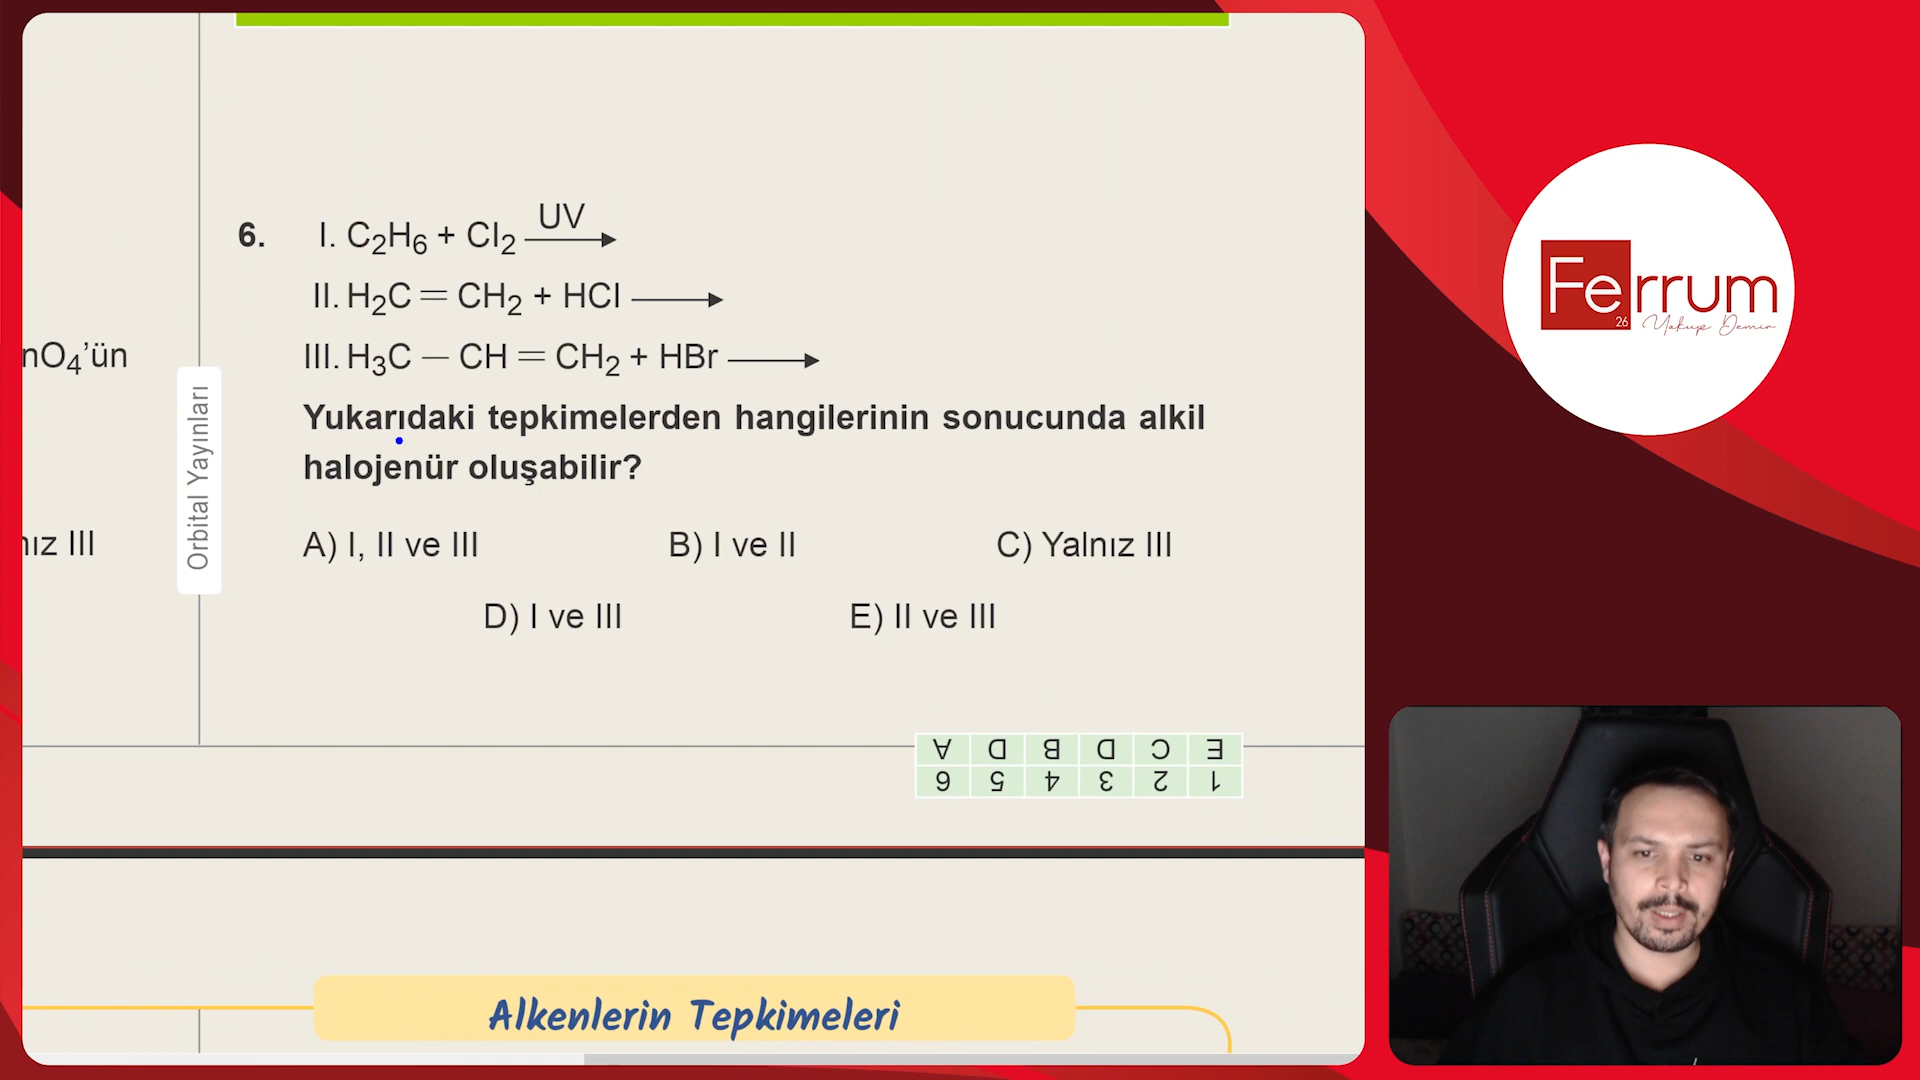 6. I. C₂H₆ + Cl₂ UV →
II. H₂C = CH₂ + HCl →
III. H₃C – CH = CH₂ + HBr →
Yukarıdaki tepkimelerden hangilerinin sonucunda alkil
halojenür oluşabilir?
A) I, II ve III B) I ve II C) Yalnız III
D) I ve III E) II ve III
nO₄'ün
nız III
Orbital Yayınları
1 2 3 4 5 6
E C D B D A
Alkenlerin Tepkimeleri
Ferrum
26
Yakup Demir